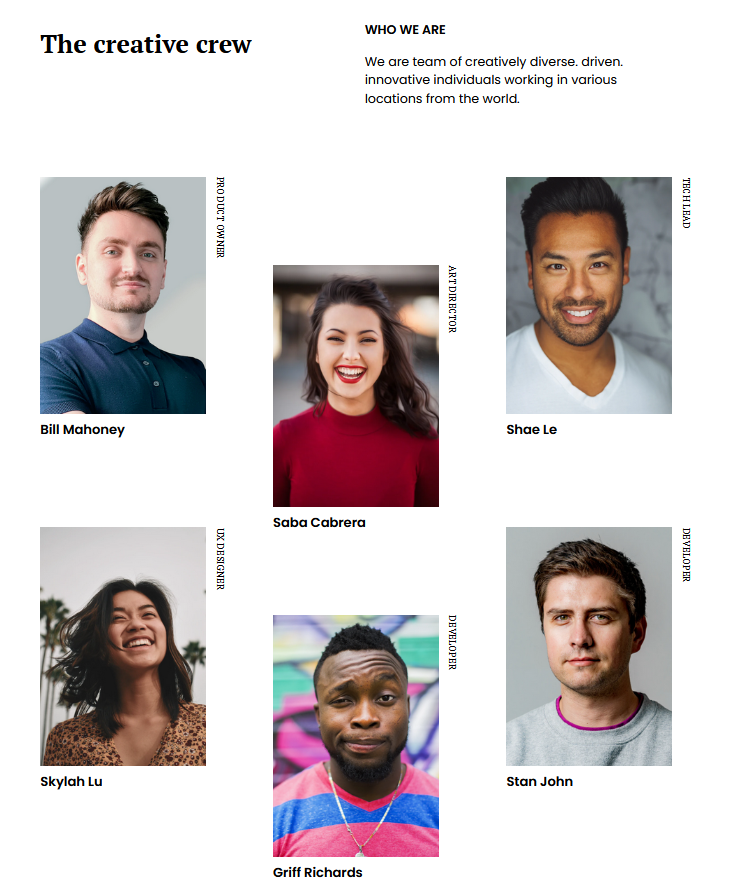 The creative crew
WHO WE ARE
We are team of creatively diverse. driven.
innovative individuals working in various
locations from the world.
PRODUCT OWNER
Bill Mahoney
ART DIRECTOR
Saba Cabrera
TECH LEAD
Shae Le
UX DESIGNER
Skylah Lu
DEVELOPER
Griff Richards
DEVELOPER
Stan John